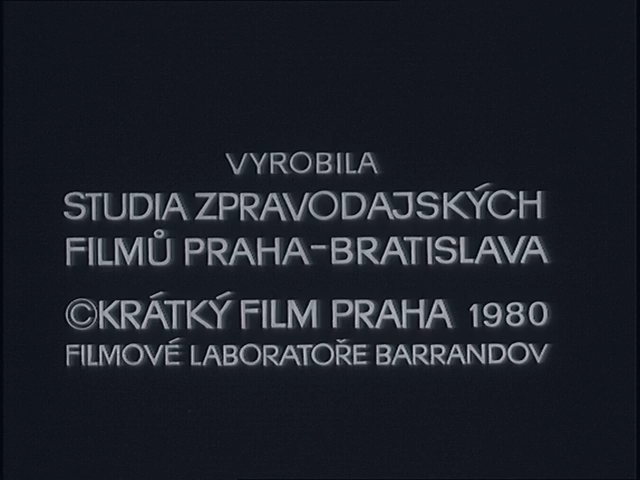 VYROBILA
STUDIA ZPRAVODAJSKÝCH
FILMŮ PRAHA-BRATISLAVA
©KRÁTKÝ FILM PRAHA 1980
FILMOVÉ LABORATOŘE BARRANDOV